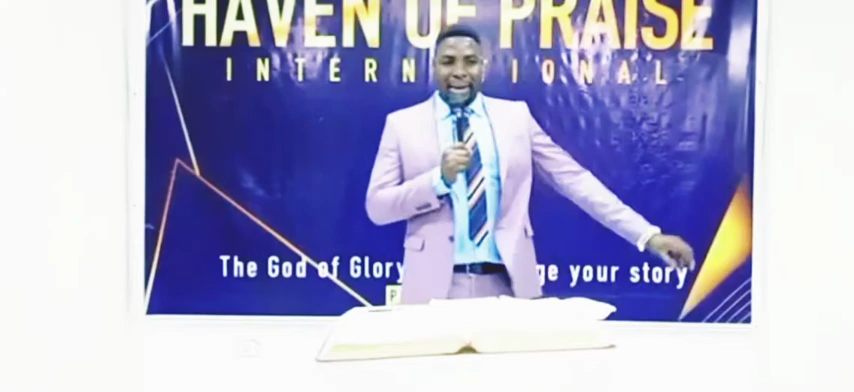 HAVEN OF PRAISE
INTERN IONAL
The God of Glory ge your story
P